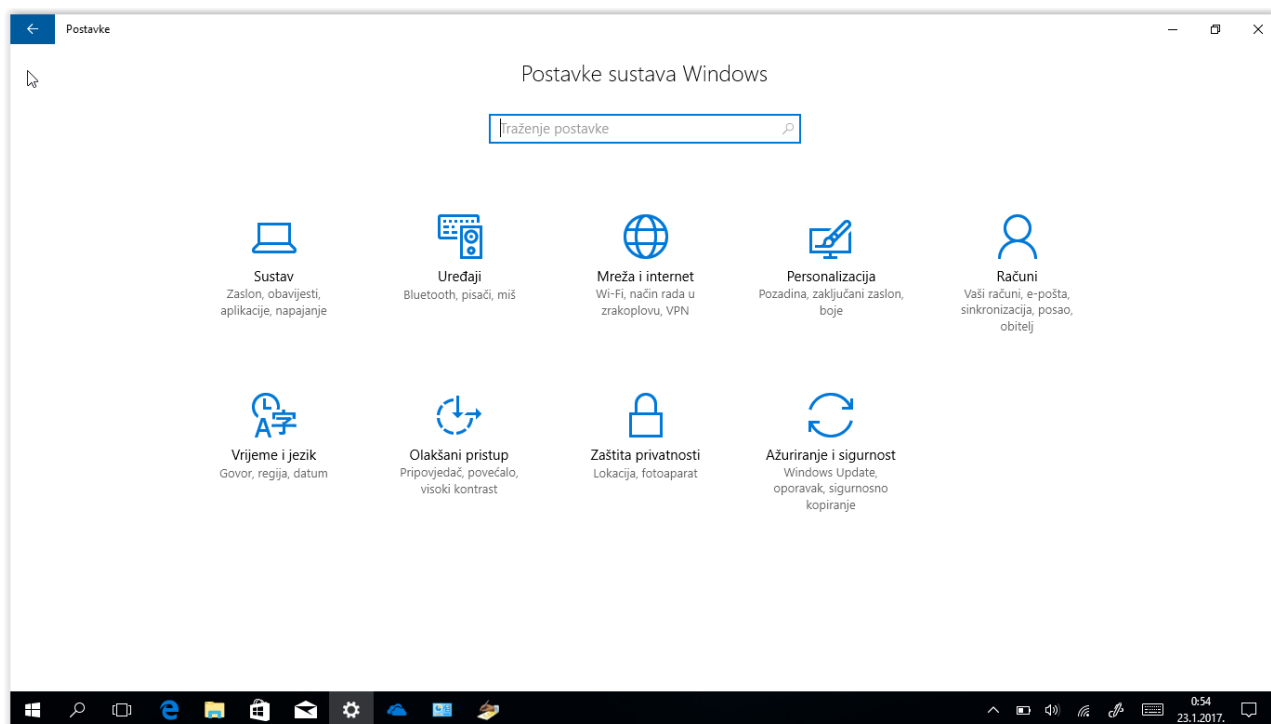 Postavke
Postavke sustava Windows
Traženje postavke
Sustav
Zaslon, obavijesti,
aplikacije, napajanje
Uređaji
Bluetooth, pisači, miš
Mreža i internet
Wi-Fi, način rada u
zrakoplovu, VPN
Personalizacija
Pozadina, zaključani zaslon,
boje
Računi
Vaši računi, e-pošta,
sinkronizacija, posao,
obitelj
Vrijeme i jezik
Govor, regija, datum
Olakšani pristup
Pripovjedač, povećalo,
visoki kontrast
Zaštita privatnosti
Lokacija, fotoaparat
Ažuriranje i sigurnost
Windows Update,
oporavak, sigurnosno
kopiranje
0:54
23.1.2017.